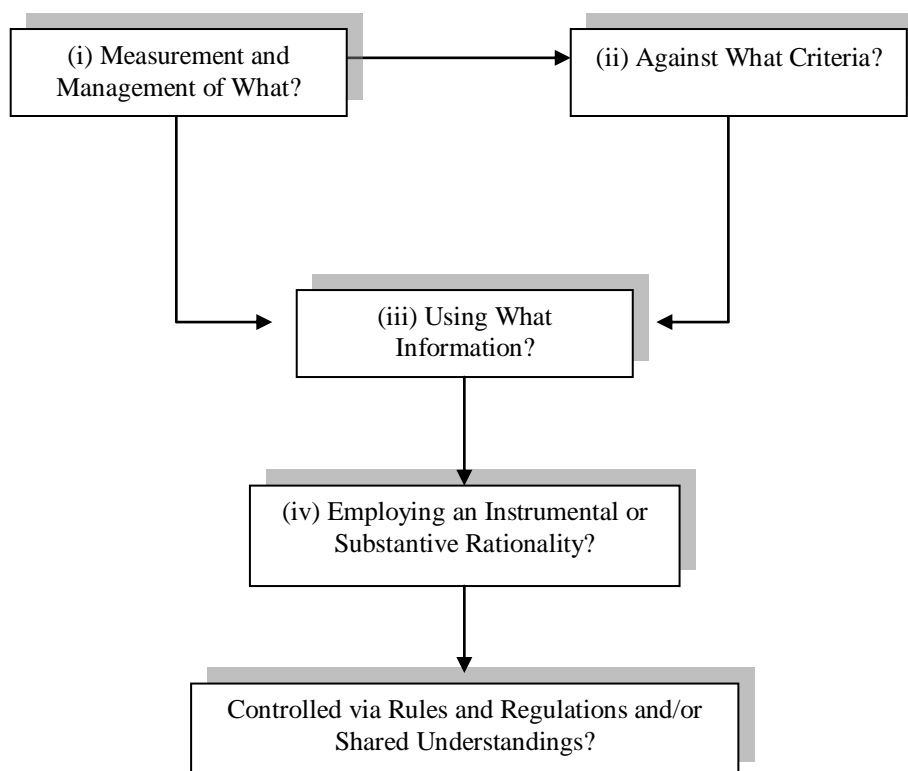 (i) Measurement and
Management of What?
(ii) Against What Criteria?
(iii) Using What
Information?
(iv) Employing an Instrumental or
Substantive Rationality?
Controlled via Rules and Regulations and/or
Shared Understandings?